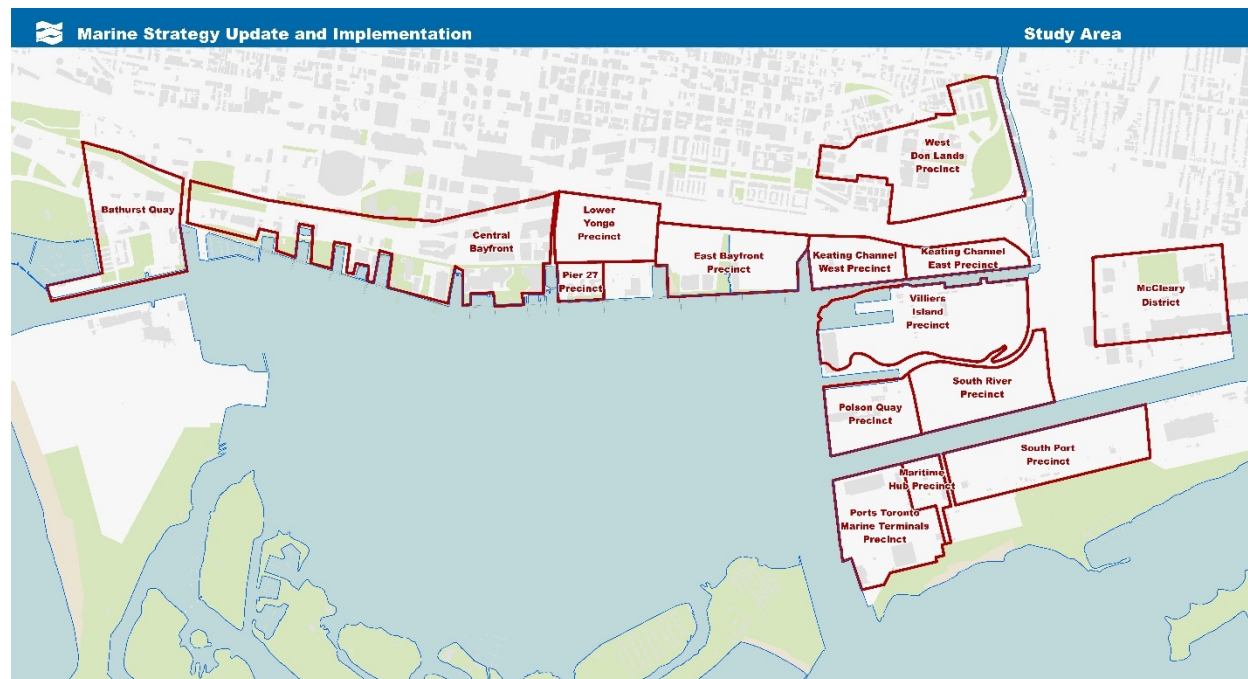 Marine Strategy Update and Implementation
Study Area
West
Don Lands
Precinct
Bathurst Quay
Central
Bayfront
Lower
Yonge
Precinct
Pier 27
Precinct
East Bayfront
Precinct
Keating Channel
West Precinct
Keating Channel
East Precinct
McCleary
District
Villiers
Island
Precinct
South River
Precinct
Polson Quay
Precinct
South Port
Precinct
Maritime
Hub Precinct
Ports Toronto
Marine Terminals
Precinct